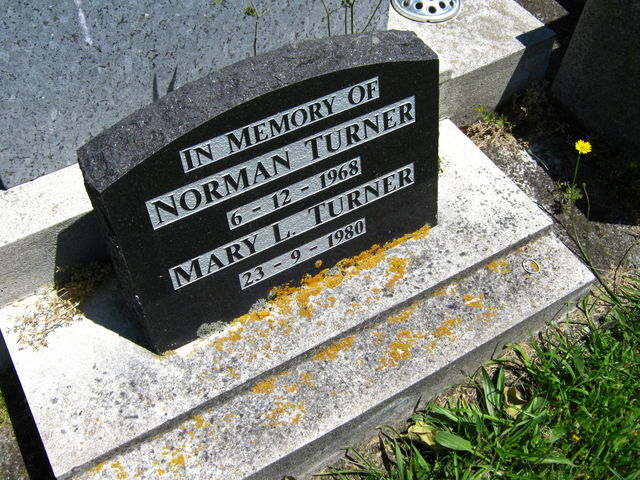 IN MEMORY OF
NORMAN TURNER
6 - 12 - 1968
MARY L. TURNER
23 - 9 - 1980